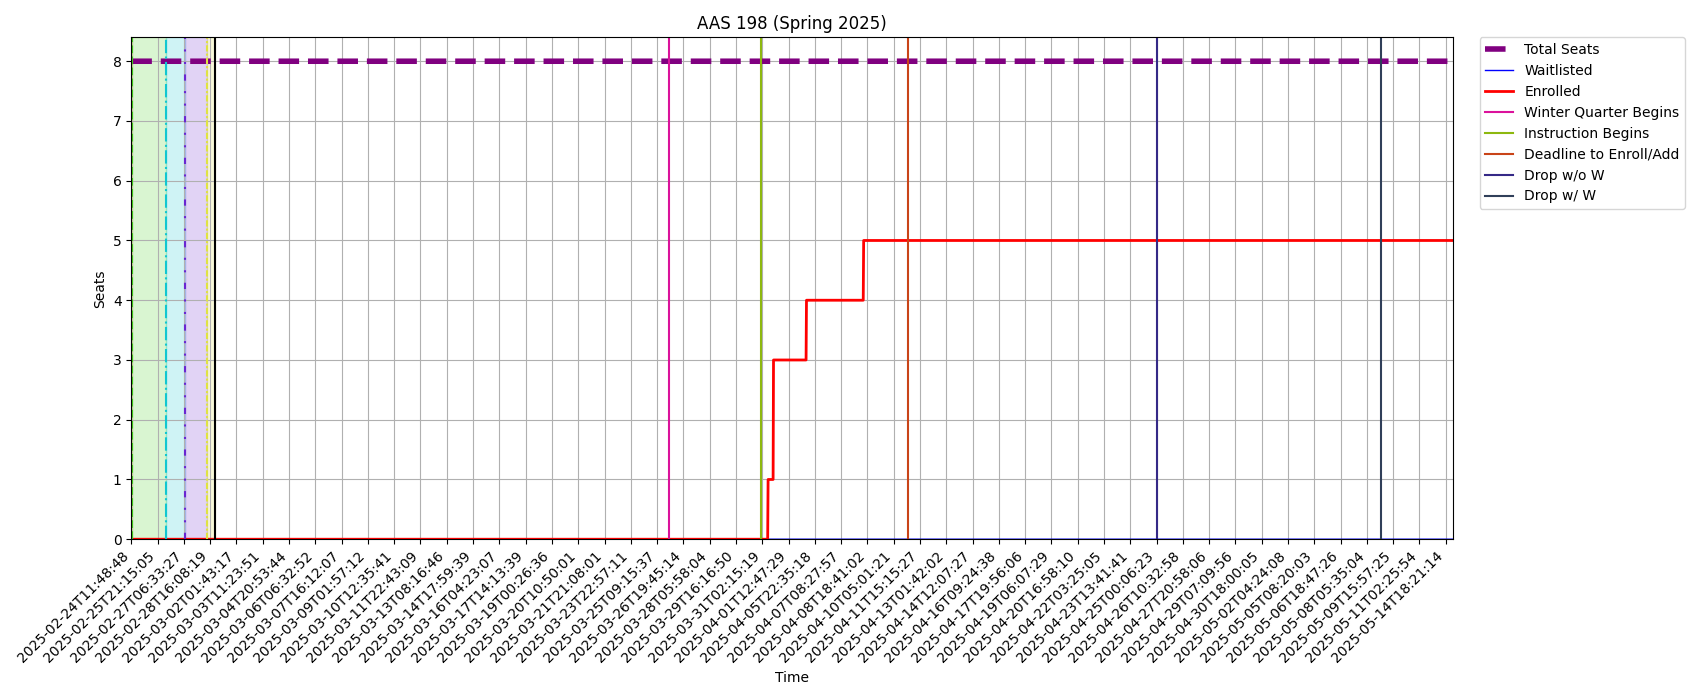 AAS 198 (Spring 2025)
Total Seats
Waitlisted
Enrolled
Winter Quarter Begins
Instruction Begins
Deadline to Enroll/Add
Drop w/o W
Drop w/ W
Seats
8
7
6
5
4
3
2
1
0
2025-02-24T11:48:48
2025-02-25T21:15:05
2025-02-27T06:33:27
2025-02-28T16:08:19
2025-03-02T01:43:17
2025-03-03T11:23:51
2025-03-04T20:53:44
2025-03-06T06:32:52
2025-03-07T16:12:07
2025-03-09T01:57:12
2025-03-10T12:35:41
2025-03-11T22:43:09
2025-03-13T08:16:46
2025-03-14T17:59:39
2025-03-16T04:23:07
2025-03-17T14:13:39
2025-03-19T00:26:36
2025-03-20T10:50:01
2025-03-21T21:08:01
2025-03-23T22:57:11
2025-03-25T09:15:37
2025-03-26T19:45:14
2025-03-28T05:58:04
2025-03-29T16:16:50
2025-03-31T02:15:19
2025-04-01T12:47:29
2025-04-05T22:35:18
2025-04-07T08:27:57
2025-04-08T18:41:02
2025-04-10T05:01:21
2025-04-11T15:15:27
2025-04-13T01:42:02
2025-04-14T12:07:27
2025-04-16T09:24:38
2025-04-17T19:56:06
2025-04-19T06:07:29
2025-04-20T16:58:10
2025-04-22T03:25:05
2025-04-23T13:41:41
2025-04-25T00:06:23
2025-04-26T10:32:58
2025-04-27T20:58:06
2025-04-29T07:09:56
2025-04-30T18:00:05
2025-05-02T04:24:08
2025-05-05T08:20:03
2025-05-06T18:47:26
2025-05-08T05:35:04
2025-05-09T15:57:25
2025-05-11T02:25:54
2025-05-14T18:21:14
Time